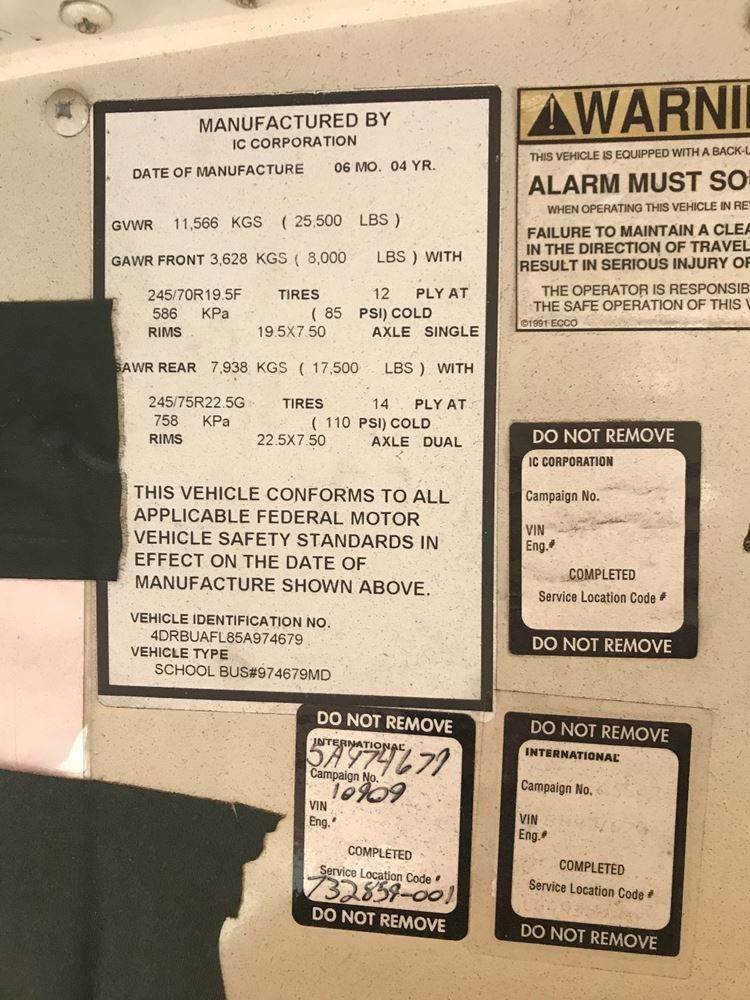 MANUFACTURED BY
IC CORPORATION
DATE OF MANUFACTURE 06 MO. 04 YR.
GVWR 11,566 KGS ( 25,500 LBS )
GAWR FRONT 3,628 KGS ( 8,000 LBS ) WITH
245/70R19.5F TIRES 12 PLY AT
586 KPa ( 85 PSI) COLD
RIMS 19.5X7.50 AXLE SINGLE
GAWR REAR 7,938 KGS ( 17,500 LBS ) WITH
245/75R22.5G TIRES 14 PLY AT
758 KPa ( 110 PSI) COLD
RIMS 22.5X7.50 AXLE DUAL
THIS VEHICLE CONFORMS TO ALL
APPLICABLE FEDERAL MOTOR
VEHICLE SAFETY STANDARDS IN
EFFECT ON THE DATE OF
MANUFACTURE SHOWN ABOVE.
VEHICLE IDENTIFICATION NO.
4DRBUAFL85A974679
VEHICLE TYPE
SCHOOL BUS#974679MD
WARNI
THIS VEHICLE IS EQUIPPED WITH A BACK-U
ALARM MUST SO
WHEN OPERATING THIS VEHICLE IN RE
FAILURE TO MAINTAIN A CLEA
IN THE DIRECTION OF TRAVEL
RESULT IN SERIOUS INJURY OR
THE OPERATOR IS RESPONSIB
THE SAFE OPERATION OF THIS V
©1991 ECCO
DO NOT REMOVE
IC CORPORATION
Campaign No.
VIN
Eng.#
COMPLETED
Service Location Code #
DO NOT REMOVE
DO NOT REMOVE
INTERNATIONAL
5A974679
Campaign No.
10909
VIN
Eng.#
COMPLETED
Service Location Code #
732859-001
DO NOT REMOVE
DO NOT REMOVE
INTERNATIONAL
Campaign No.
VIN
Eng.#
COMPLETED
Service Location Code #
DO NOT REMOVE